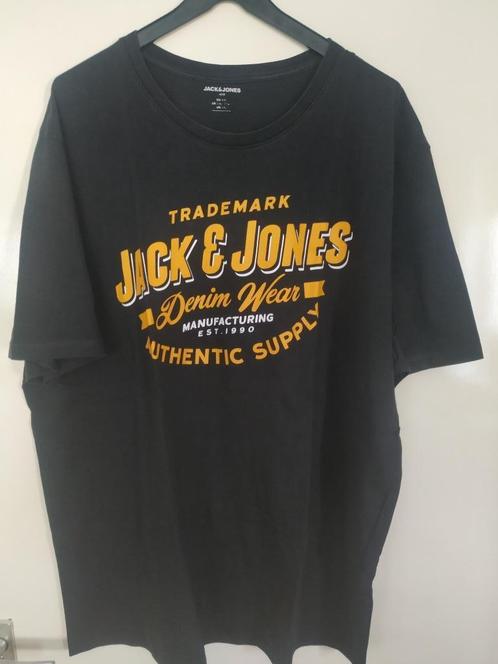 JACK&JONES
TRADEMARK
JACK & JONES
Denim Wear
MANUFACTURING
EST.1990
AUTHENTIC SUPPLY